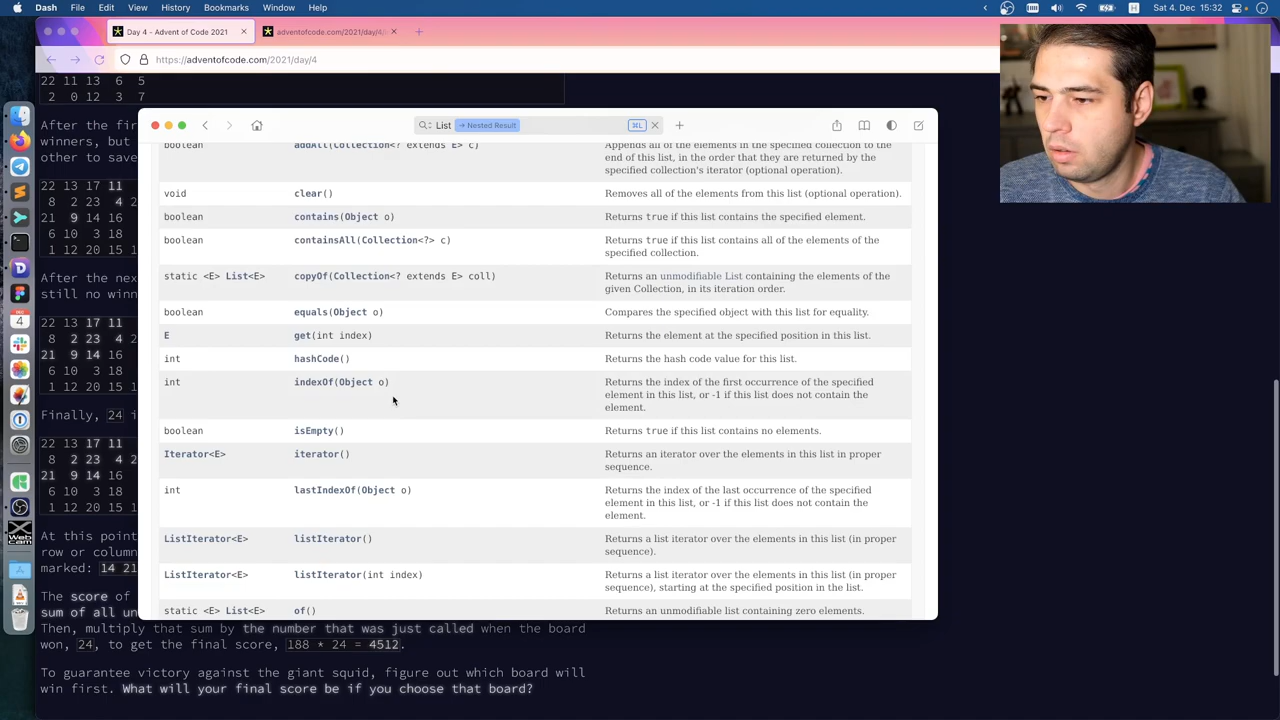 Dash File Edit View History Bookmarks Window Help
Sat 4. Dec 15:32
Day 4 - Advent of Code 2021
adventofcode.com/2021/day/4/
https://adventofcode.com/2021/day/4
22 11 13 6 5
2 0 12 3 7
After the fir
winners, but
other to save
22 13 17 11
8 2 23 4 2
21 9 14 16
6 10 3 18
1 12 20 15 1
After the nex
still no winn
22 13 17 11
8 2 23 4 2
21 9 14 16
6 10 3 18
1 12 20 15 1
Finally, 24 i
22 13 17 11
8 2 23 4 2
21 9 14 16
6 10 3 18
1 12 20 15 1
At this point
row or column
marked: 14 21
The score of
sum of all un
Then, multiply that sum by the number that was just called when the board
won, 24, to get the final score, 188 * 24 = 4512.
To guarantee victory against the giant squid, figure out which board will
win first. What will your final score be if you choose that board?
List Nested Result ⌘L
boolean addAll(Collection<? extends E> c) Appends all of the elements in the specified collection to the
end of this list, in the order that they are returned by the
specified collection's iterator (optional operation).
void clear() Removes all of the elements from this list (optional operation).
boolean contains(Object o) Returns true if this list contains the specified element.
boolean containsAll(Collection<?> c) Returns true if this list contains all of the elements of the
specified collection.
static <E> List<E> copyOf(Collection<? extends E> coll) Returns an unmodifiable List containing the elements of the
given Collection, in its iteration order.
boolean equals(Object o) Compares the specified object with this list for equality.
E get(int index) Returns the element at the specified position in this list.
int hashCode() Returns the hash code value for this list.
int indexOf(Object o) Returns the index of the first occurrence of the specified
element in this list, or -1 if this list does not contain the
element.
boolean isEmpty() Returns true if this list contains no elements.
Iterator<E> iterator() Returns an iterator over the elements in this list in proper
sequence.
int lastIndexOf(Object o) Returns the index of the last occurrence of the specified
element in this list, or -1 if this list does not contain the
element.
ListIterator<E> listIterator() Returns a list iterator over the elements in this list (in proper
sequence).
ListIterator<E> listIterator(int index) Returns a list iterator over the elements in this list (in proper
sequence), starting at the specified position in the list.
static <E> List<E> of() Returns an unmodifiable list containing zero elements.